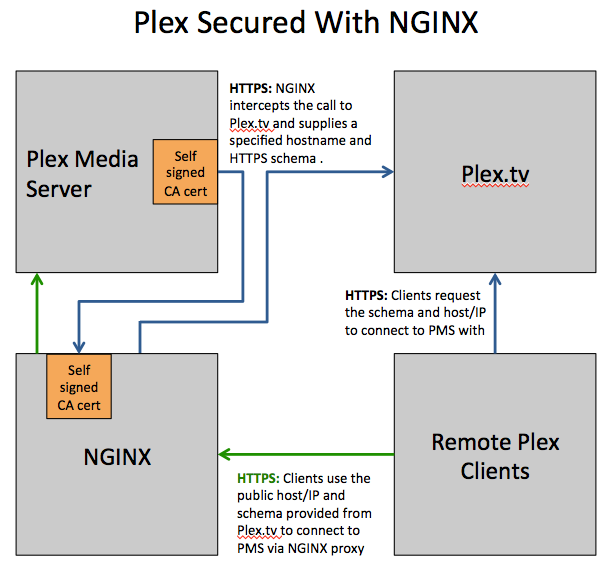 Plex Secured With NGINX
HTTPS: NGINX
intercepts the call to
Plex.tv and supplies a
specified hostname and
HTTPS schema .
Plex Media
Server
Self
signed
CA cert
Plex.tv
HTTPS: Clients request
the schema and host/IP
to connect to PMS with
Self
signed
CA cert
NGINX
Remote Plex
Clients
HTTPS: Clients use the
public host/IP and
schema provided from
Plex.tv to connect to
PMS via NGINX proxy